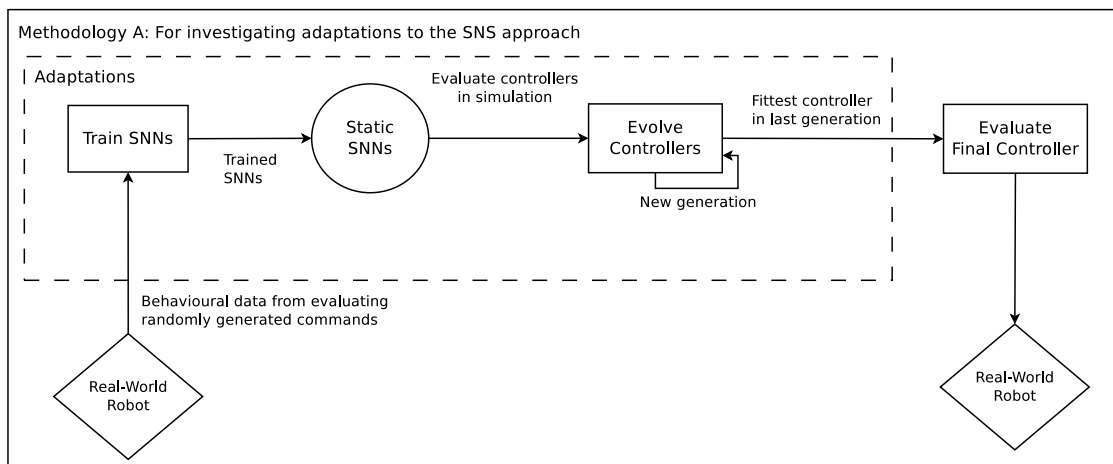 Methodology A: For investigating adaptations to the SNS approach
Adaptations
Train SNNs
Trained
SNNs
Static
SNNs
Evaluate controllers
in simulation
Evolve
Controllers
New generation
Fittest controller
in last generation
Evaluate
Final Controller
Behavioural data from evaluating
randomly generated commands
Real-World
Robot
Real-World
Robot